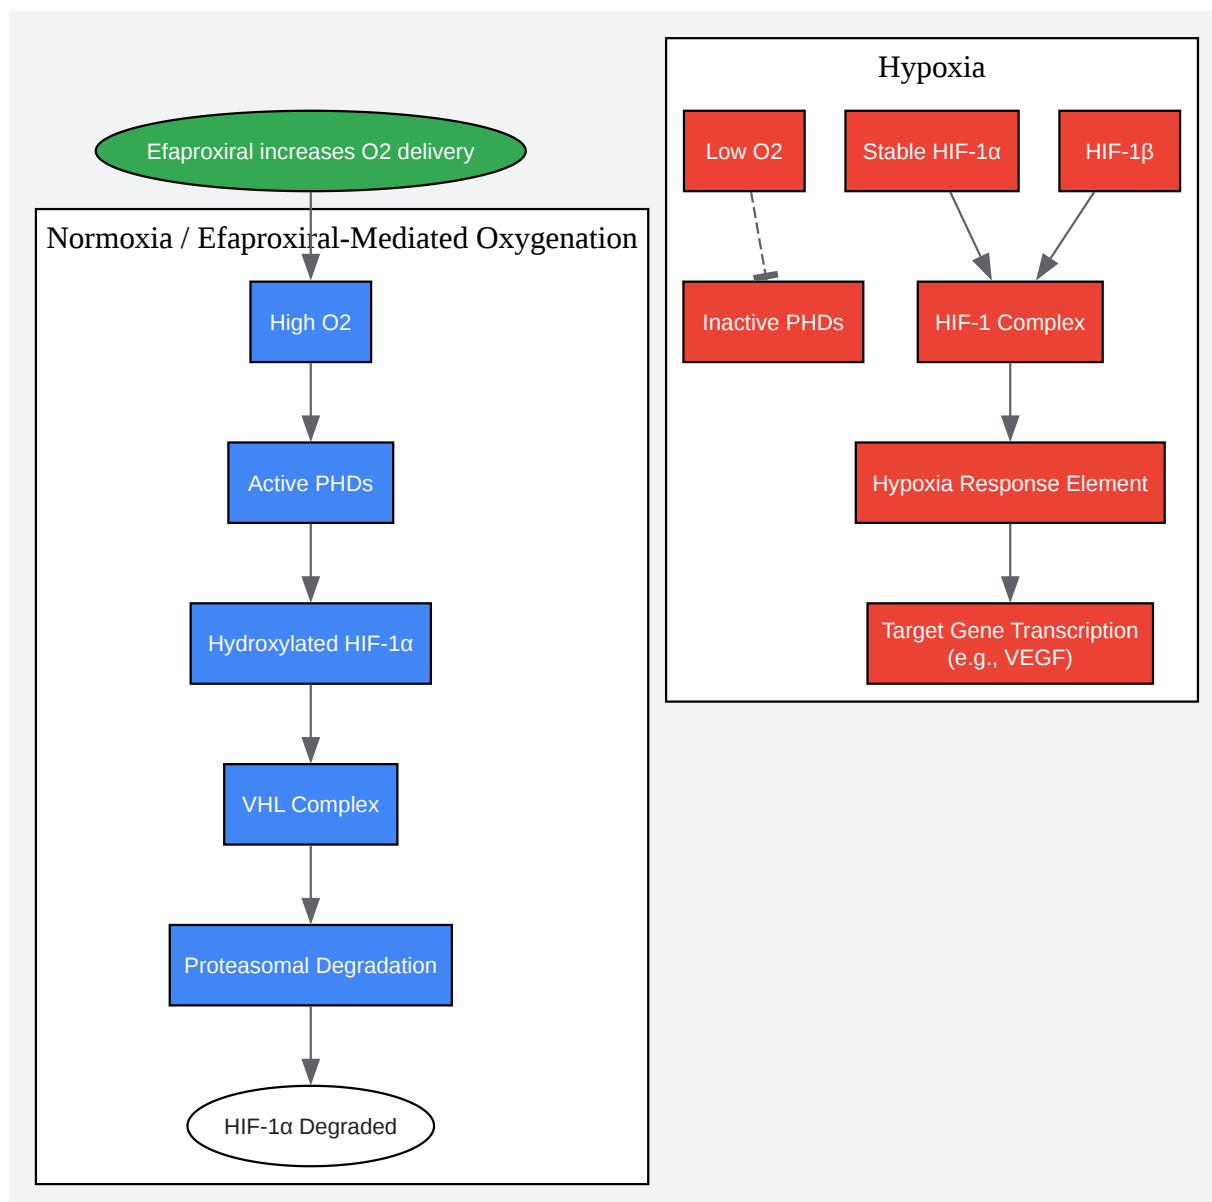 Efaproxiral increases O2 delivery
Normoxia / Efaproxiral-Mediated Oxygenation
High O2
Active PHDs
Hydroxylated HIF-1α
VHL Complex
Proteasomal Degradation
HIF-1α Degraded
Hypoxia
Low O2
Stable HIF-1α
HIF-1β
Inactive PHDs
HIF-1 Complex
Hypoxia Response Element
Target Gene Transcription
(e.g., VEGF)